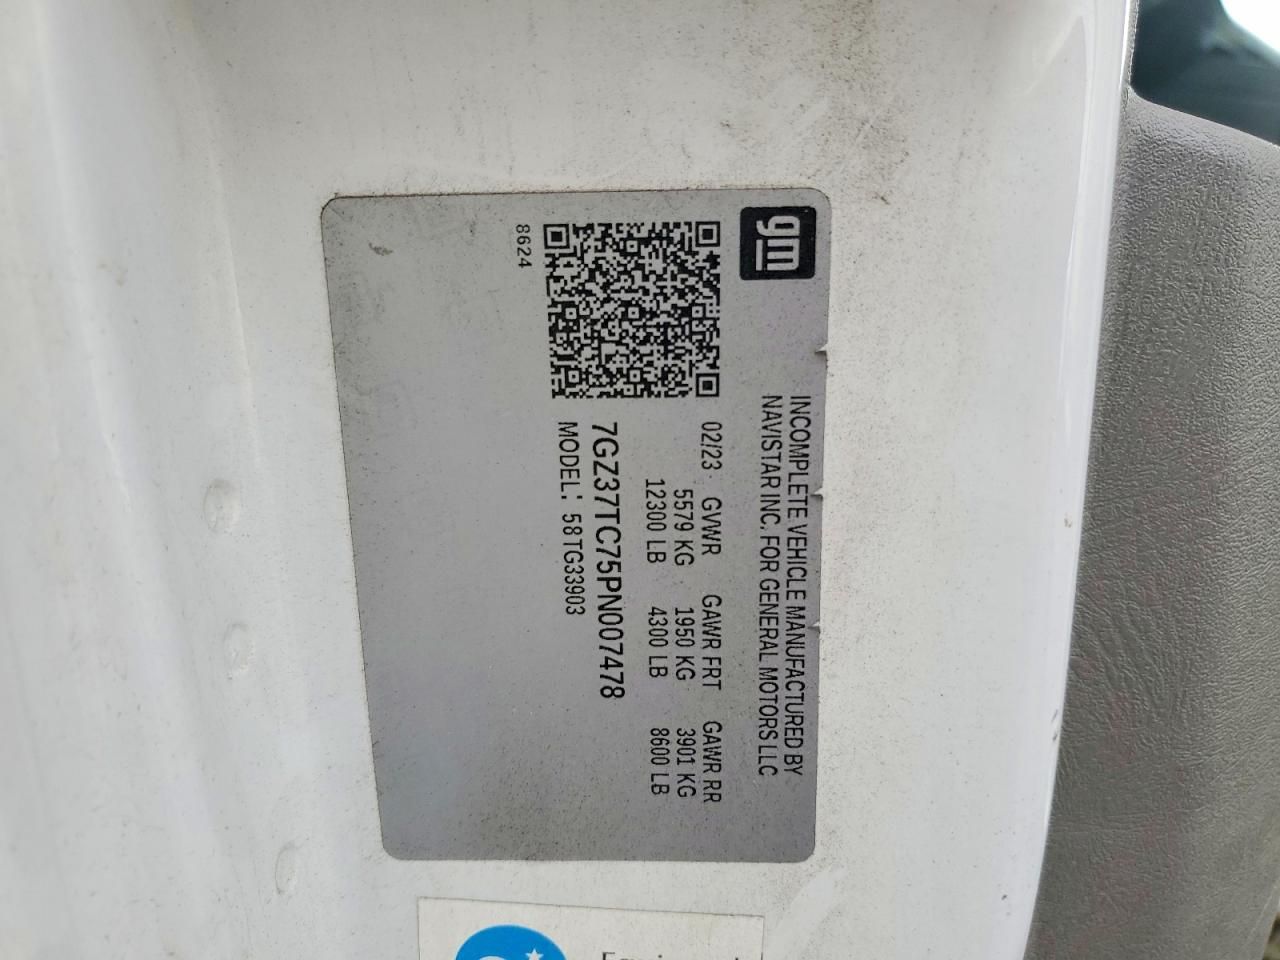 gm
INCOMPLETE VEHICLE MANUFACTURED BY
NAVISTAR INC. FOR GENERAL MOTORS LLC
02/23 GVWR GAWR FRT GAWR RR
5579 KG 1950 KG 3901 KG
12300 LB 4300 LB 8600 LB
7GZ37TC75PN007478
MODEL: 58TG33903
8624